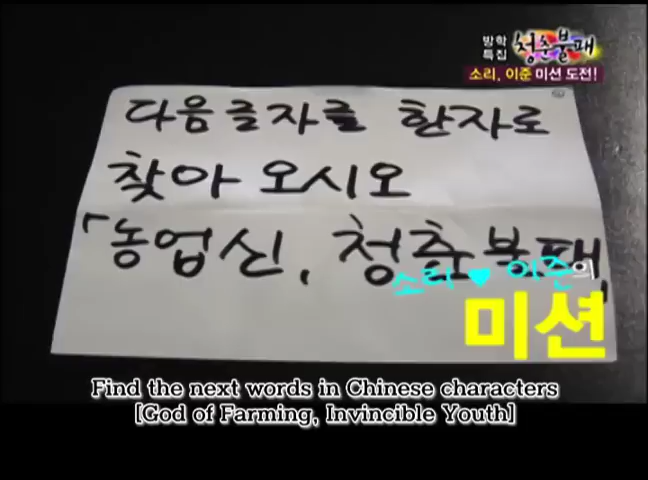 방학
특집
청춘불패
소리, 이준 미션 도전!
다음글자를 한자로
찾아 오시오
「농업신, 청춘불패」
소리 ♥ 이준의
미션
Find the next words in Chinese characters
[God of Farming, Invincible Youth]